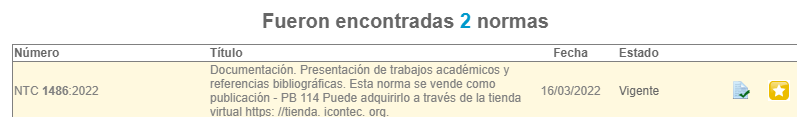 Fueron encontradas 2 normas
Número Título Fecha Estado
Documentación. Presentación de trabajos académicos y
referencias bibliográficas. Esta norma se vende como
NTC 1486:2022 16/03/2022 Vigente
publicación - PB 114 Puede adquirirlo a través de la tienda
virtual https: //tienda. icontec. org.